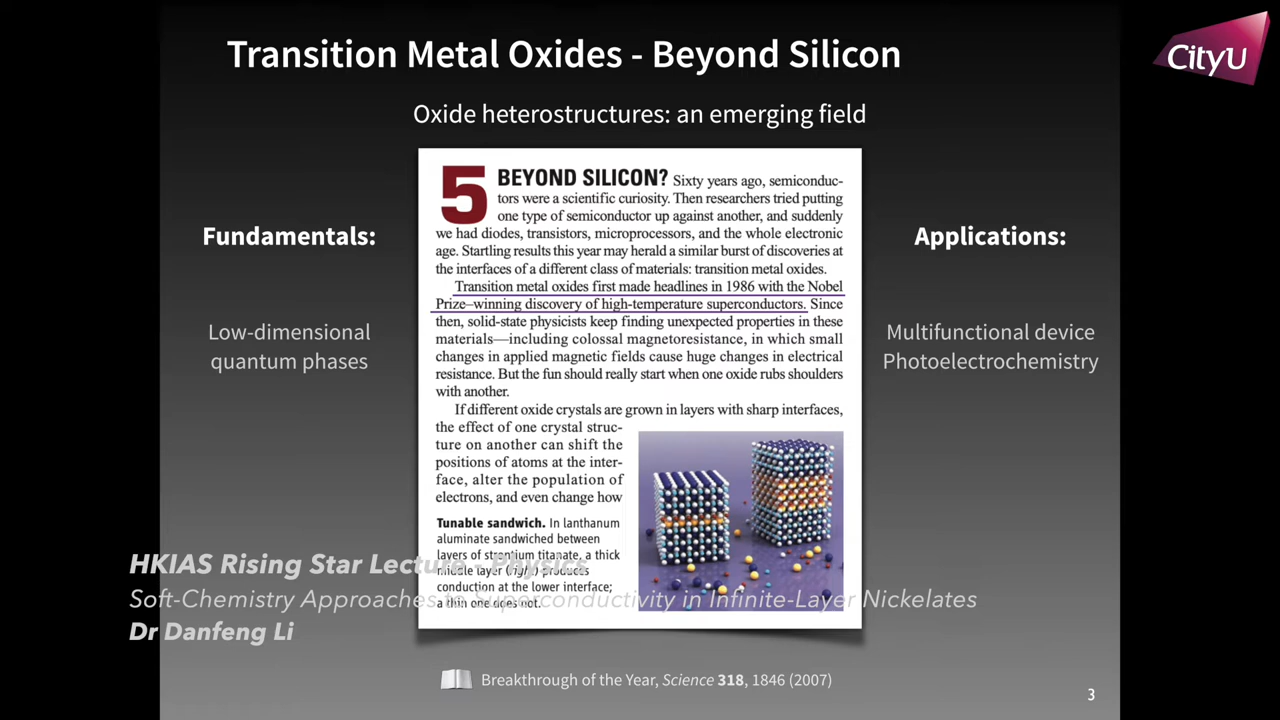 Transition Metal Oxides - Beyond Silicon
CityU
Oxide heterostructures: an emerging field
Fundamentals:
Low-dimensional
quantum phases
5 BEYOND SILICON? Sixty years ago, semiconduc-
tors were a scientific curiosity. Then researchers tried putting
one type of semiconductor up against another, and suddenly
we had diodes, transistors, microprocessors, and the whole electronic
age. Startling results this year may herald a similar burst of discoveries at
the interfaces of a different class of materials: transition metal oxides.
Transition metal oxides first made headlines in 1986 with the Nobel
Prize–winning discovery of high-temperature superconductors. Since
then, solid-state physicists keep finding unexpected properties in these
materials—including colossal magnetoresistance, in which small
changes in applied magnetic fields cause huge changes in electrical
resistance. But the fun should really start when one oxide rubs shoulders
with another.
If different oxide crystals are grown in layers with sharp interfaces,
the effect of one crystal struc-
ture on another can shift the
positions of atoms at the inter-
face, alter the population of
electrons, and even change how
Tunable sandwich. In lanthanum
aluminate sandwiched between
layers of strontium titanate, a thick
middle layer (right) produces
conduction at the lower interface;
a thin one does not.
Applications:
Multifunctional device
Photoelectrochemistry
HKIAS Rising Star Lecture - Physics
Soft-Chemistry Approaches to Superconductivity in Infinite-Layer Nickelates
Dr Danfeng Li
Breakthrough of the Year, Science 318, 1846 (2007)
3